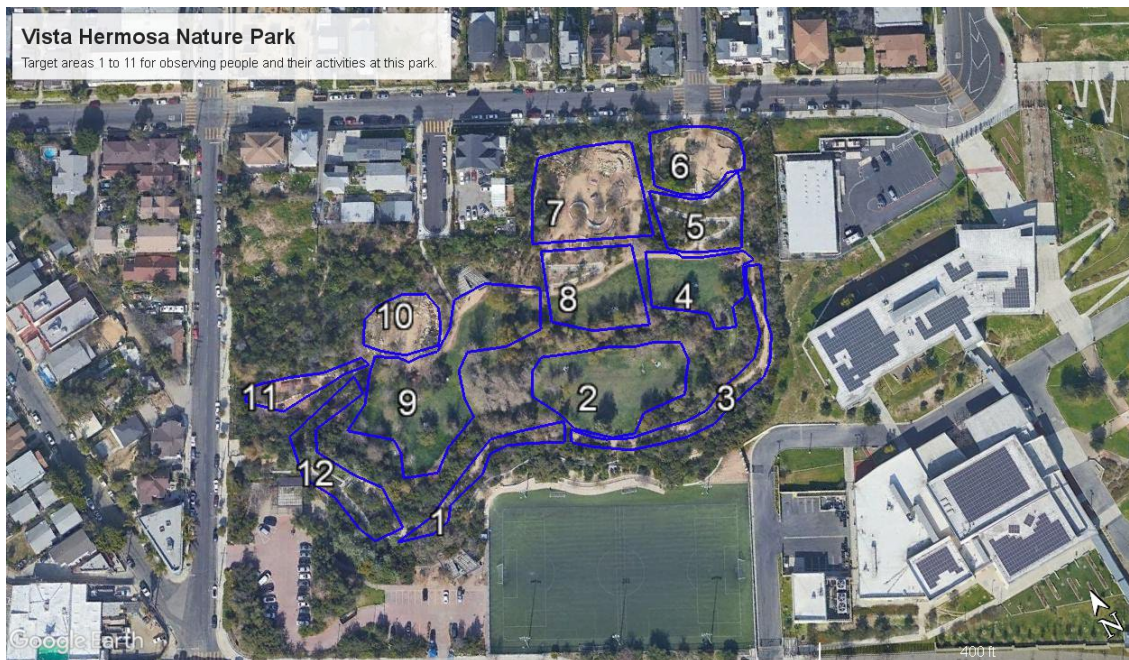 Vista Hermosa Nature Park
Target areas 1 to 11 for observing people and their activities at this park.
6
7
5
8
4
10
11
9
2
3
12
1
Google Earth
N
400 ft